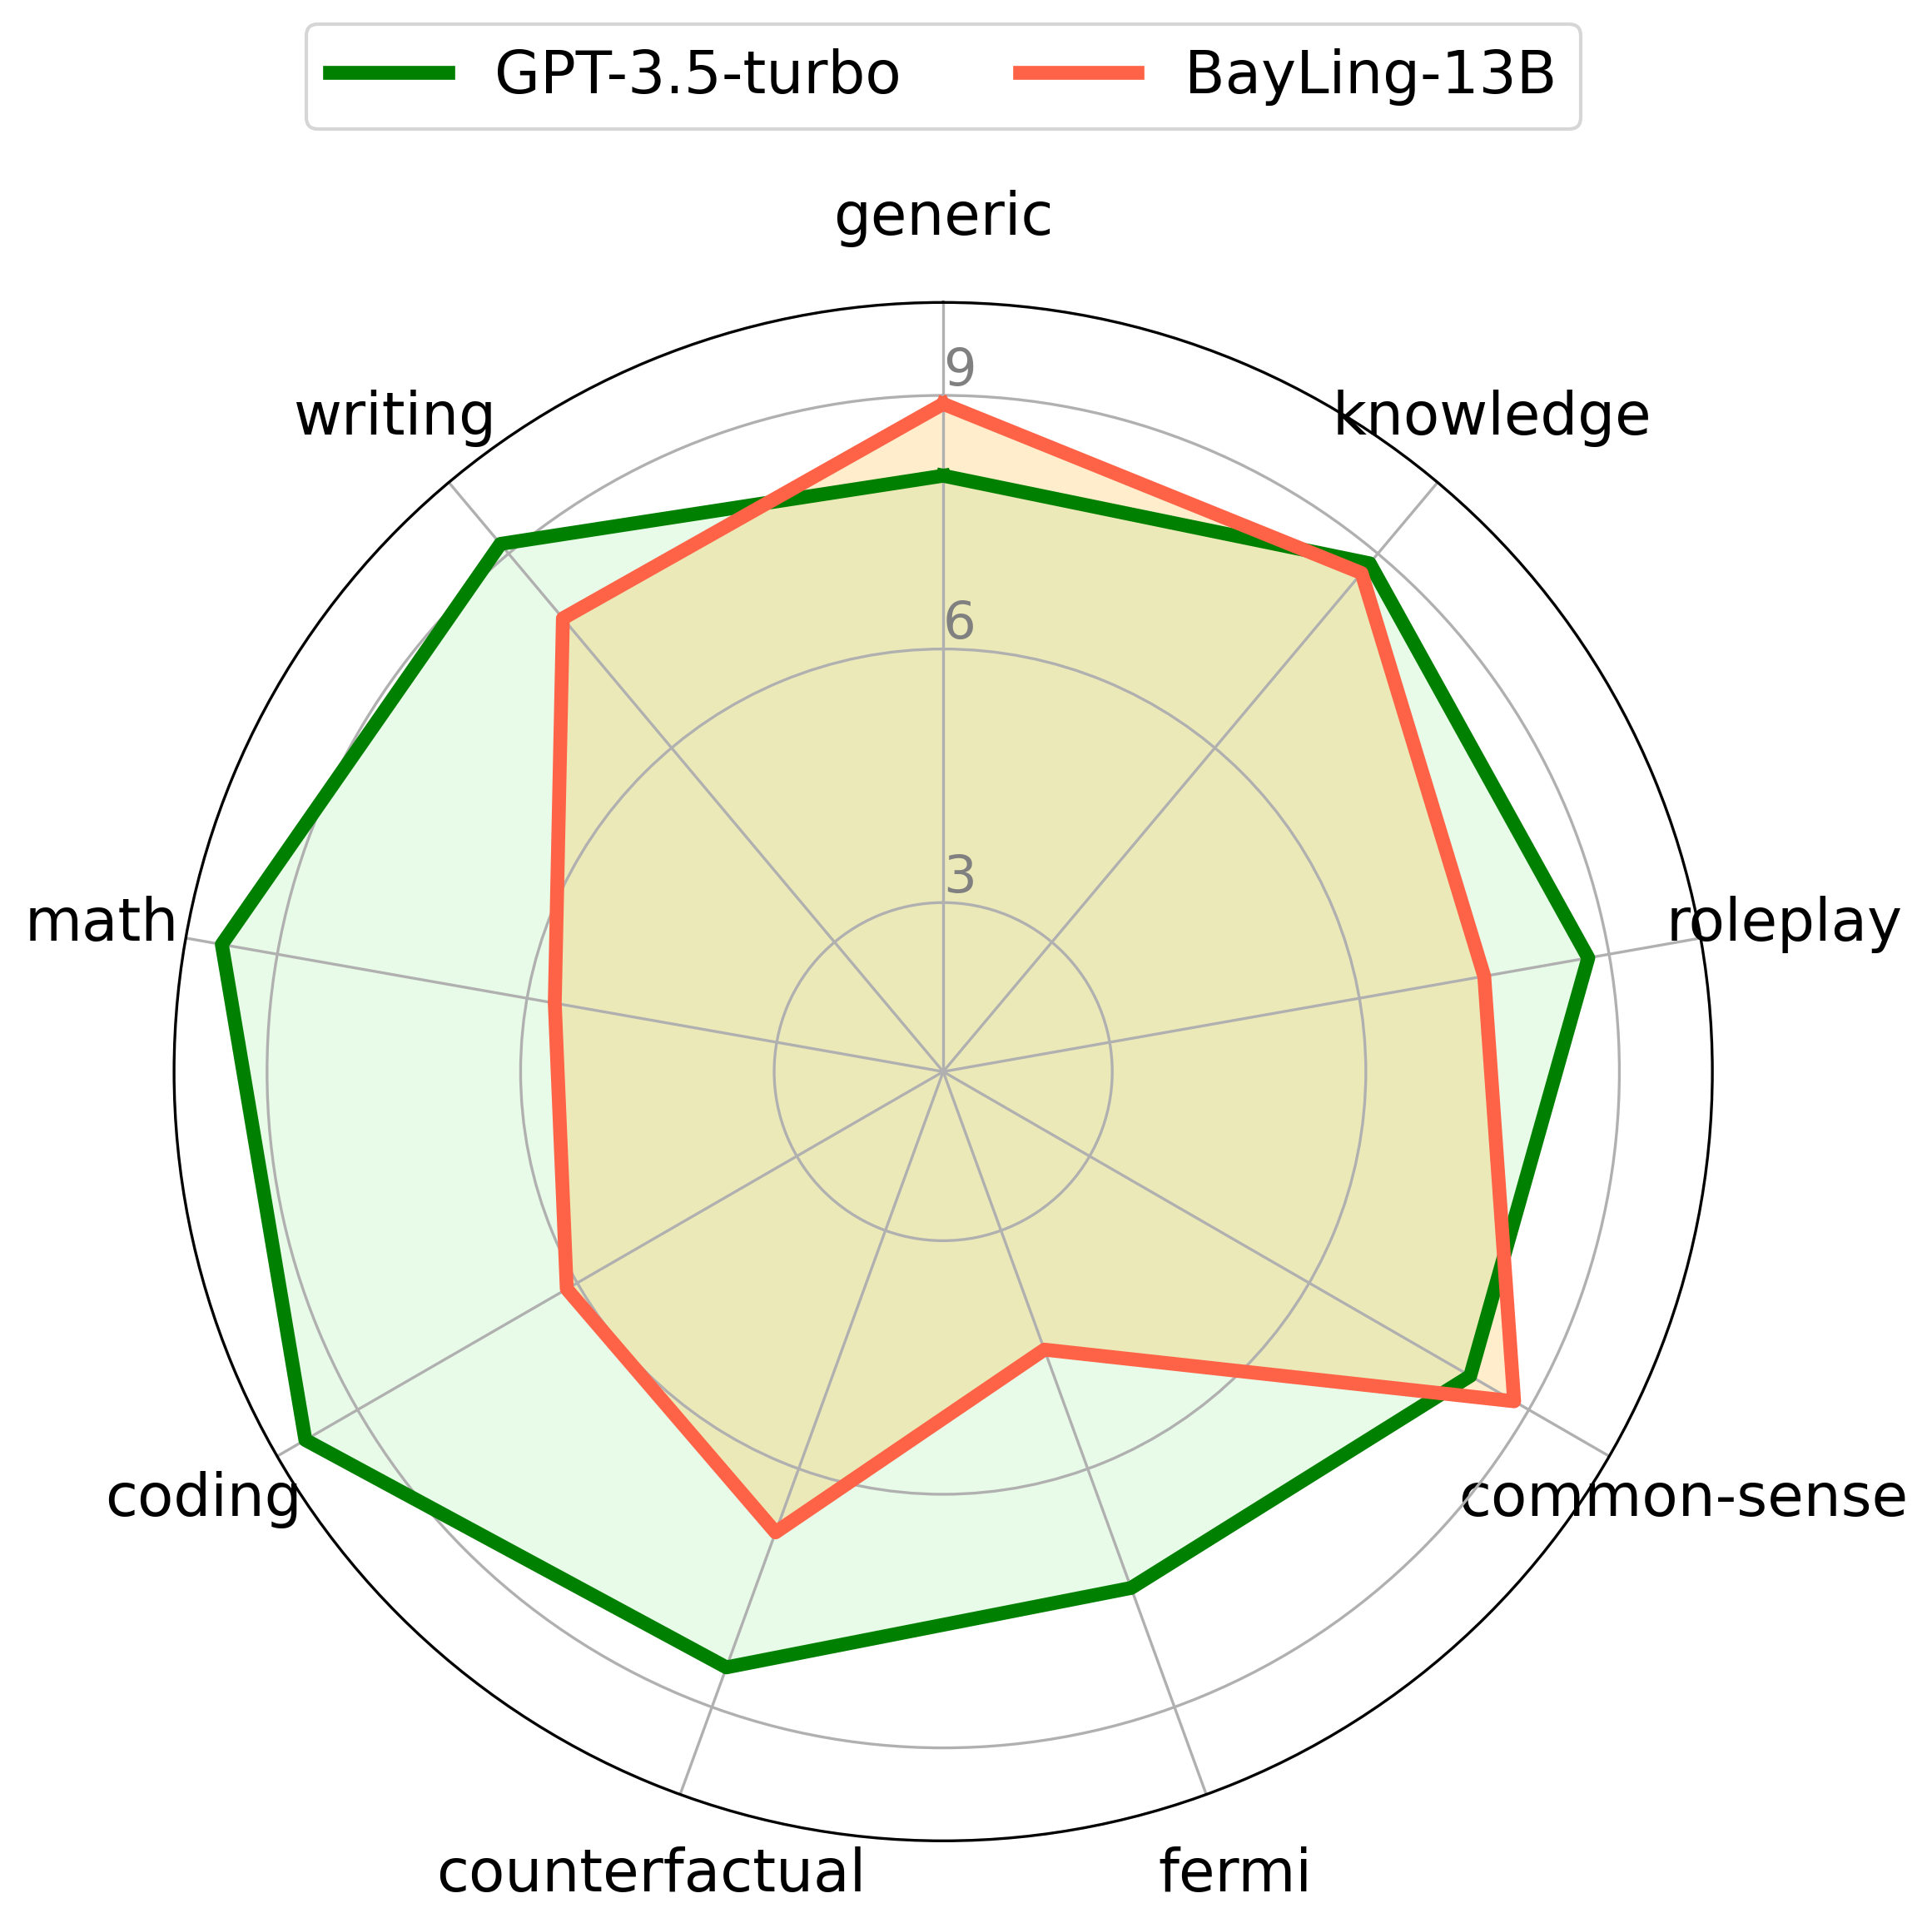 GPT-3.5-turbo BayLing-13B
generic
9
writing knowledge
6
3
math roleplay
coding common-sense
counterfactual fermi